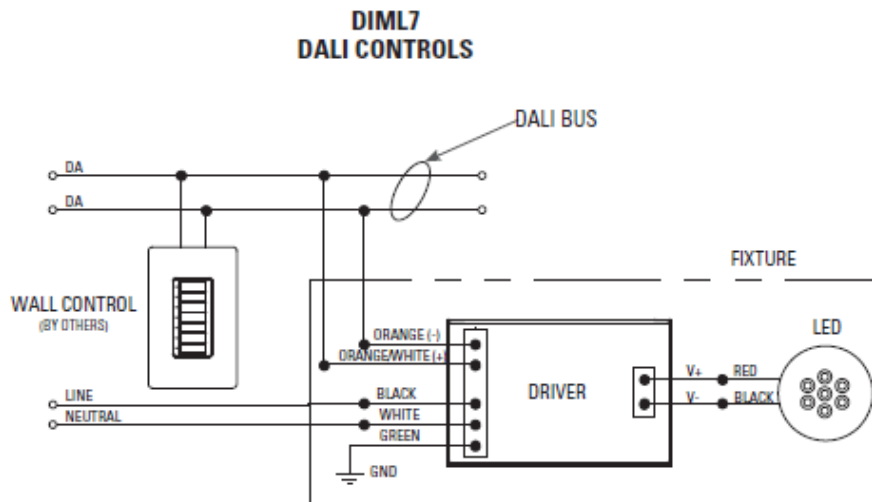 DIML7
DALI CONTROLS
DALI BUS
DA
DA
FIXTURE
WALL CONTROL
(BY OTHERS)
LED
ORANGE (-)
ORANGE/WHITE (+)
DRIVER
V+
RED
LINE
BLACK
V-
BLACK
NEUTRAL
WHITE
GREEN
GND